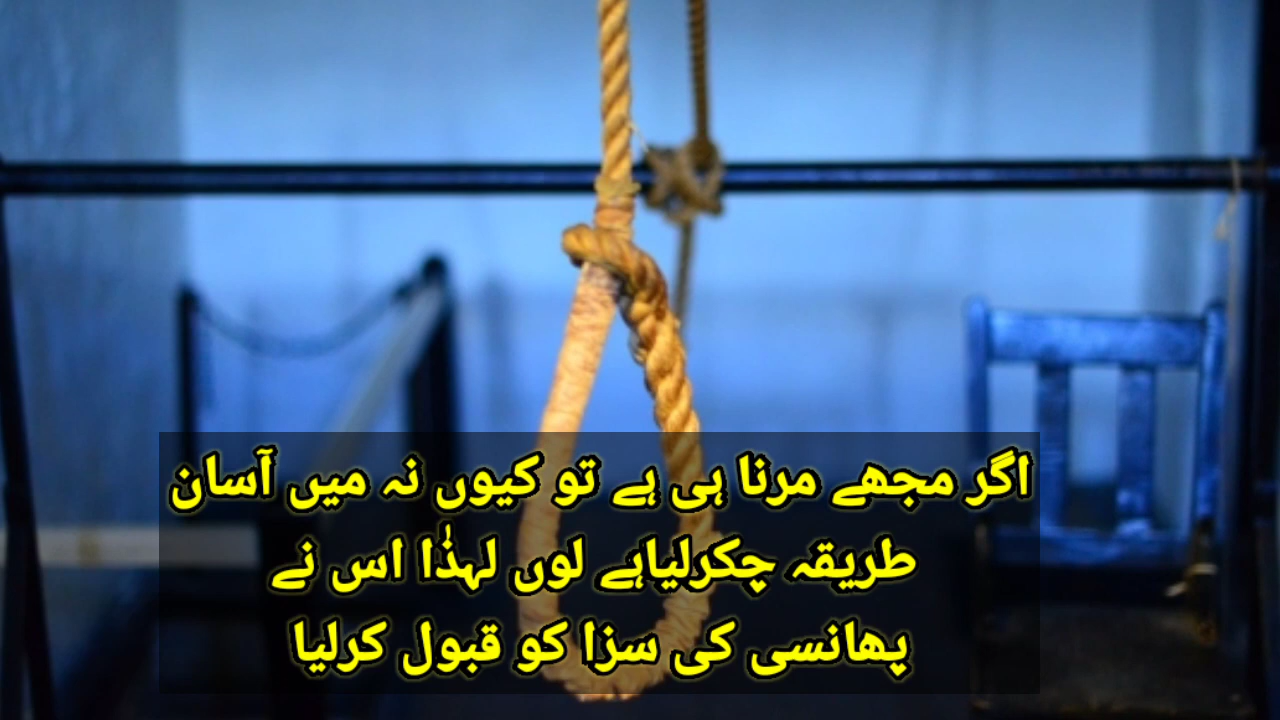 اگر مجھے مرنا ہی ہے تو کیوں نہ میں آسان
طریقہ چکرلیاہے لوں لہذٰا اس نے
پھانسی کی سزا کو قبول کرلیا